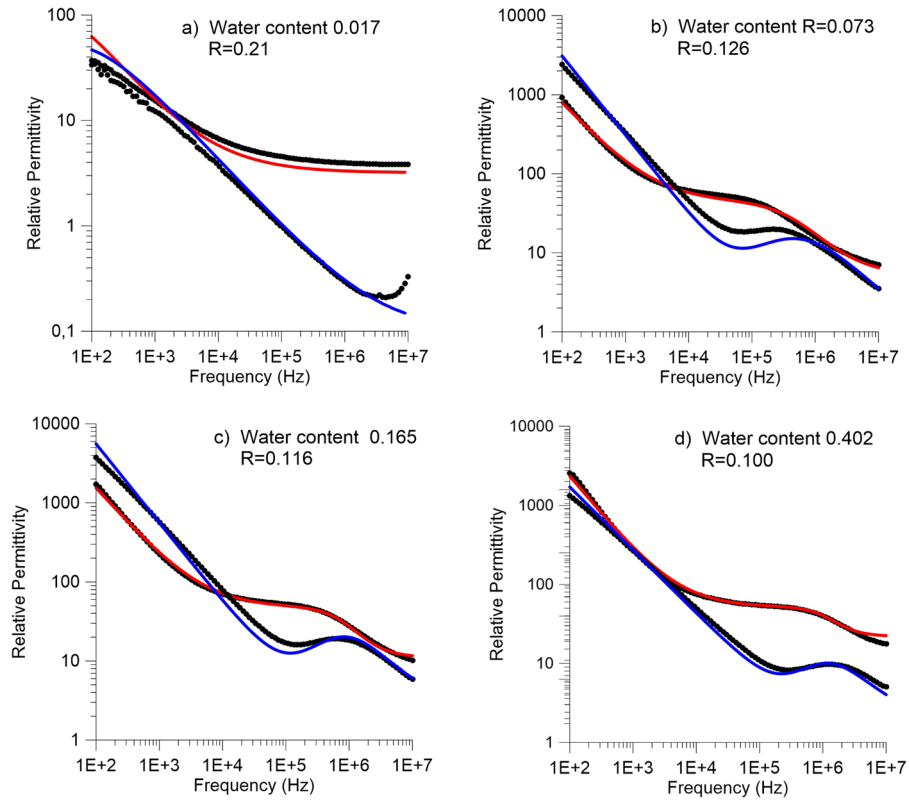 a) Water content 0.017
R=0.21
100
10
1
0,1
Relative Permittivity
1E+2 1E+3 1E+4 1E+5 1E+6 1E+7
Frequency (Hz)
b) Water content R=0.073
R=0.126
10000
1000
100
10
1
Relative Permittivity
1E+2 1E+3 1E+4 1E+5 1E+6 1E+7
Frequency (Hz)
c) Water content 0.165
R=0.116
10000
1000
100
10
1
Relative Permittivity
1E+2 1E+3 1E+4 1E+5 1E+6 1E+7
Frequency (Hz)
d) Water content 0.402
R=0.100
10000
1000
100
10
1
Relative Permittivity
1E+2 1E+3 1E+4 1E+5 1E+6 1E+7
Frequency (Hz)